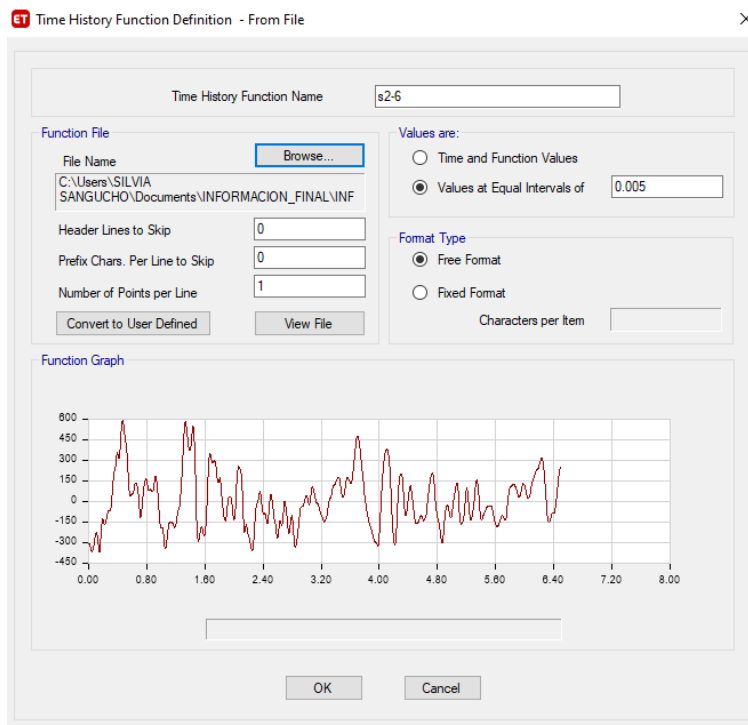 ET Time History Function Definition - From File
Time History Function Name s2-6
Function File
File Name Browse...
C:\Users\SILVIA
SANGUCHO\Documents\INFORMACION_FINAL\INF
Header Lines to Skip 0
Prefix Chars. Per Line to Skip 0
Number of Points per Line 1
Convert to User Defined View File
Values are:
Time and Function Values
Values at Equal Intervals of 0.005
Format Type
Free Format
Fixed Format
Characters per Item
Function Graph
600
450
300
150
0
-150
-300
-450
0.00 0.80 1.60 2.40 3.20 4.00 4.80 5.60 6.40 7.20 8.00
OK Cancel